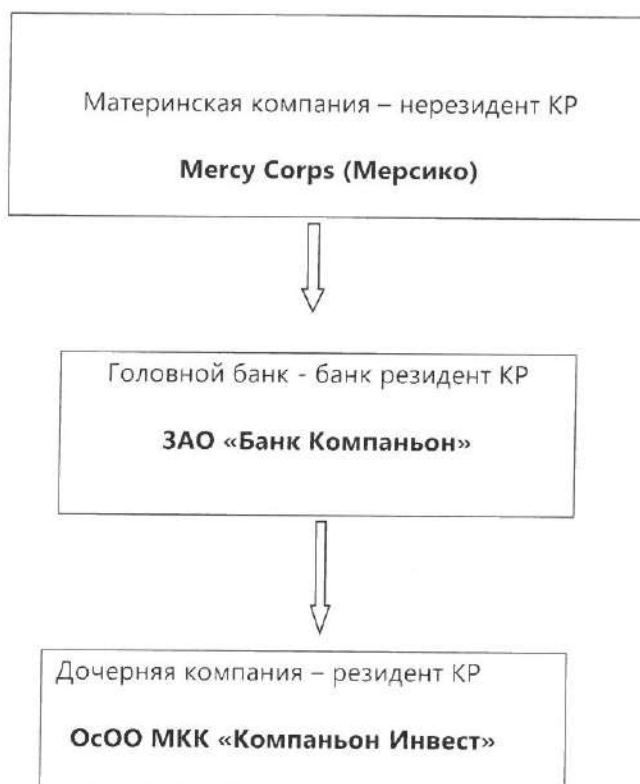 Материнская компания – нерезидент КР
Mercy Corps (Мерсико)
Головной банк - банк резидент КР
ЗАО «Банк Компаньон»
Дочерняя компания – резидент КР
ОсОО МКК «Компаньон Инвест»